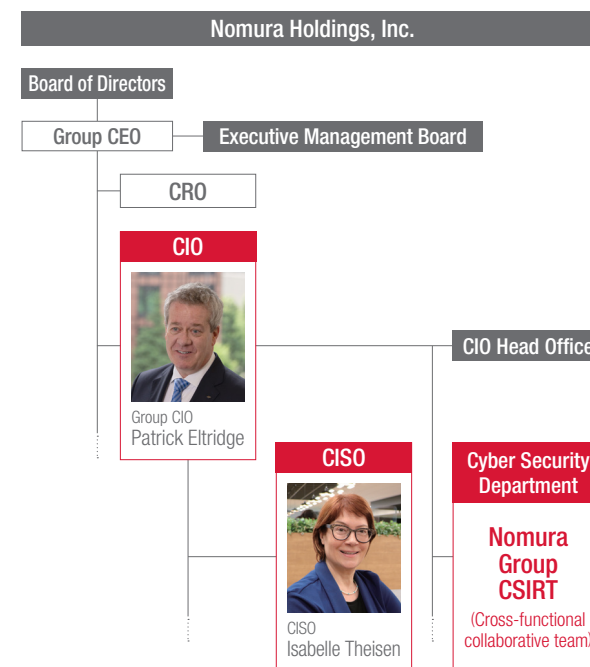 Nomura Holdings, Inc.
Board of Directors
Group CEO
Executive Management Board
CRO
CIO
Group CIO
Patrick Eltridge
CIO Head Office
CISO
CISO
Isabelle Theisen
Cyber Security
Department
Nomura
Group
CSIRT
(Cross-functional
collaborative team)